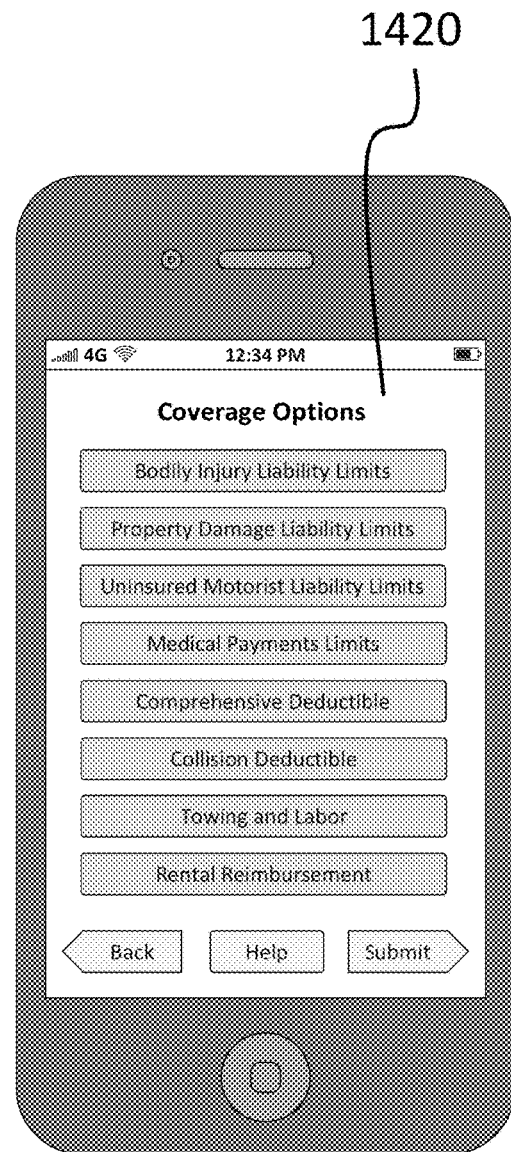 1420
4G 12:34 PM
Coverage Options
Bodily Injury Liability Limits
Property Damage Liability Limits
Uninsured Motorist Liability Limits
Medical Payments Limits
Comprehensive Deductible
Collision Deductible
Towing and Labor
Rental Reimbursement
Back Help Submit